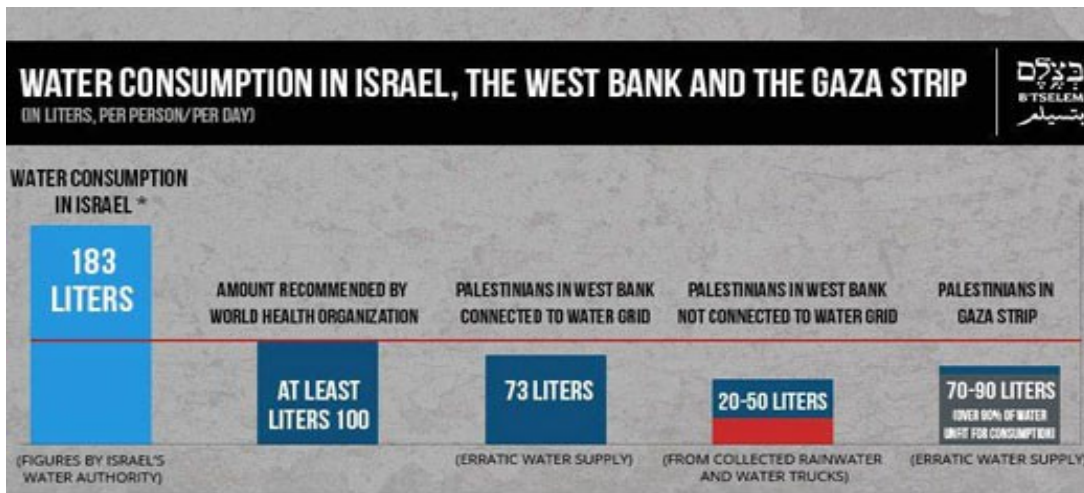 WATER CONSUMPTION IN ISRAEL, THE WEST BANK AND THE GAZA STRIP
(IN LITERS, PER PERSON/PER DAY)
בצלם
B'TSELEM
بتسيلم
WATER CONSUMPTION
IN ISRAEL *
183
LITERS
(FIGURES BY ISRAEL'S
WATER AUTHORITY)
AMOUNT RECOMMENDED BY
WORLD HEALTH ORGANIZATION
AT LEAST
LITERS 100
PALESTINIANS IN WEST BANK
CONNECTED TO WATER GRID
73 LITERS
(ERRATIC WATER SUPPLY)
PALESTINIANS IN WEST BANK
NOT CONNECTED TO WATER GRID
20-50 LITERS
(FROM COLLECTED RAINWATER
AND WATER TRUCKS)
PALESTINIANS IN
GAZA STRIP
70-90 LITERS
(OVER 90% OF WATER
UNFIT FOR CONSUMPTION)
(ERRATIC WATER SUPPLY